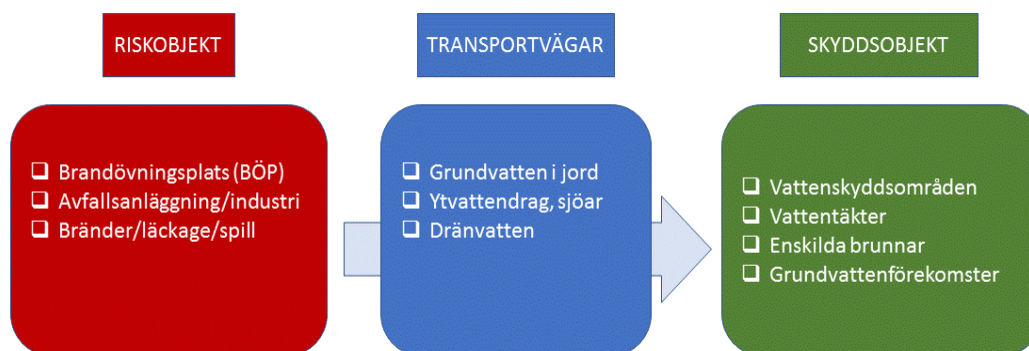 RISKOBJEKT
TRANSPORTVÄGAR
SKYDDSOBJEKT
Brandövningsplats (BÖP)
Avfallsanläggning/industri
Bränder/läckage/spill
Grundvatten i jord
Ytvattendrag, sjöar
Dränvatten
Vattenskyddsområden
Vattentäkter
Enskilda brunnar
Grundvattenförekomster